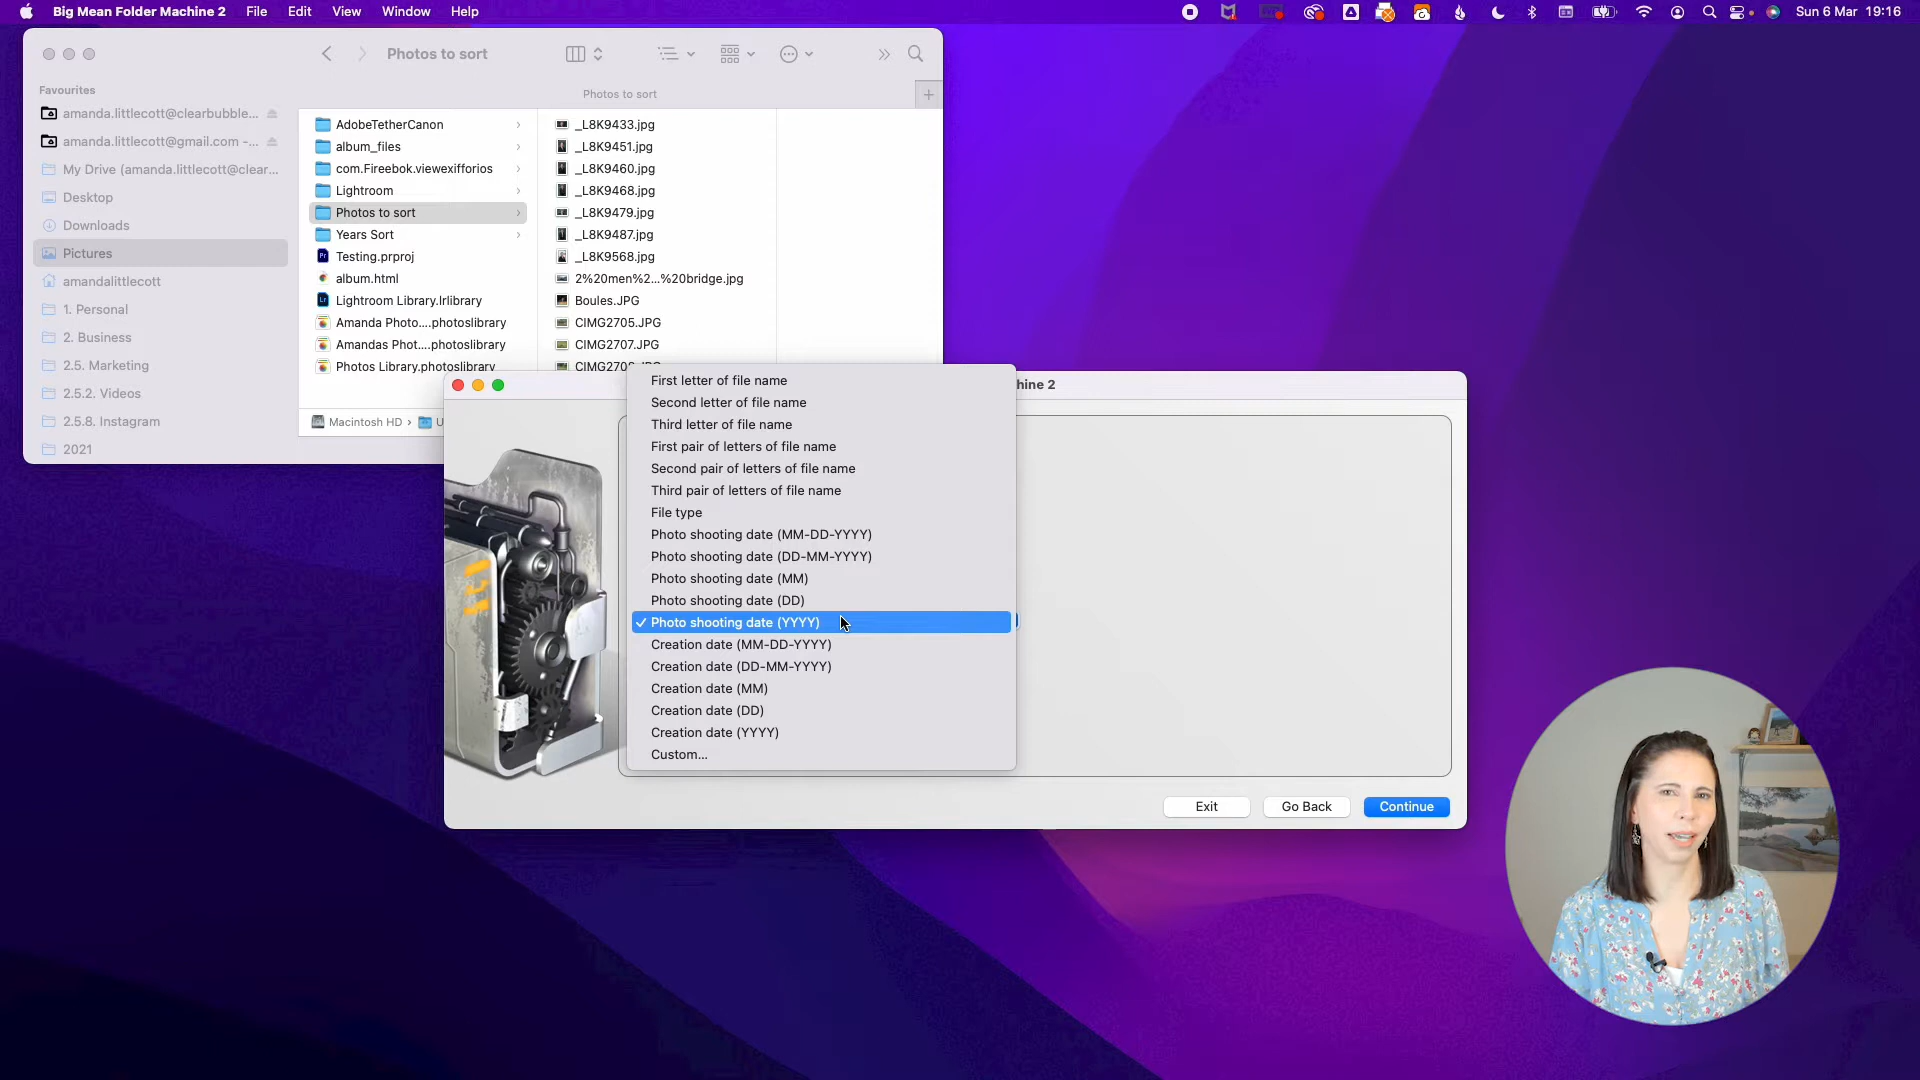 Big Mean Folder Machine 2 File Edit View Window Help Sun 6 Mar 19:16
Photos to sort
Favourites
amanda.littlecott@clearbubble...
amanda.littlecott@gmail.com -...
My Drive (amanda.littlecott@clear...
Desktop
Downloads
Pictures
amandalittlecott
1. Personal
2. Business
2.5. Marketing
2.5.2. Videos
2.5.8. Instagram
2021
Photos to sort
AdobeTetherCanon
album_files
com.Fireebok.viewexifforios
Lightroom
Photos to sort
Years Sort
Testing.prproj
album.html
Lightroom Library.lrlibrary
Amanda Photo....photoslibrary
Amandas Phot....photoslibrary
Photos Library.photoslibrary
_L8K9433.jpg
_L8K9451.jpg
_L8K9460.jpg
_L8K9468.jpg
_L8K9479.jpg
_L8K9487.jpg
_L8K9568.jpg
2%20men%2...%20bridge.jpg
Boules.JPG
CIMG2705.JPG
CIMG2707.JPG
Macintosh HD › U
hine 2
First letter of file name
Second letter of file name
Third letter of file name
First pair of letters of file name
Second pair of letters of file name
Third pair of letters of file name
File type
Photo shooting date (MM-DD-YYYY)
Photo shooting date (DD-MM-YYYY)
Photo shooting date (MM)
Photo shooting date (DD)
✓ Photo shooting date (YYYY)
Creation date (MM-DD-YYYY)
Creation date (DD-MM-YYYY)
Creation date (MM)
Creation date (DD)
Creation date (YYYY)
Custom...
Exit Go Back Continue